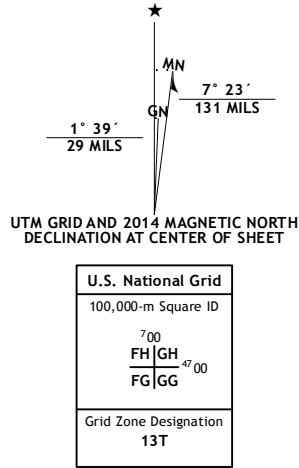 ★
MN
GN
7° 23´
131 MILS
1° 39´
29 MILS
UTM GRID AND 2014 MAGNETIC NORTH
DECLINATION AT CENTER OF SHEET
U.S. National Grid
100,000-m Square ID
700
FH GH
4700
FG GG
Grid Zone Designation
13T